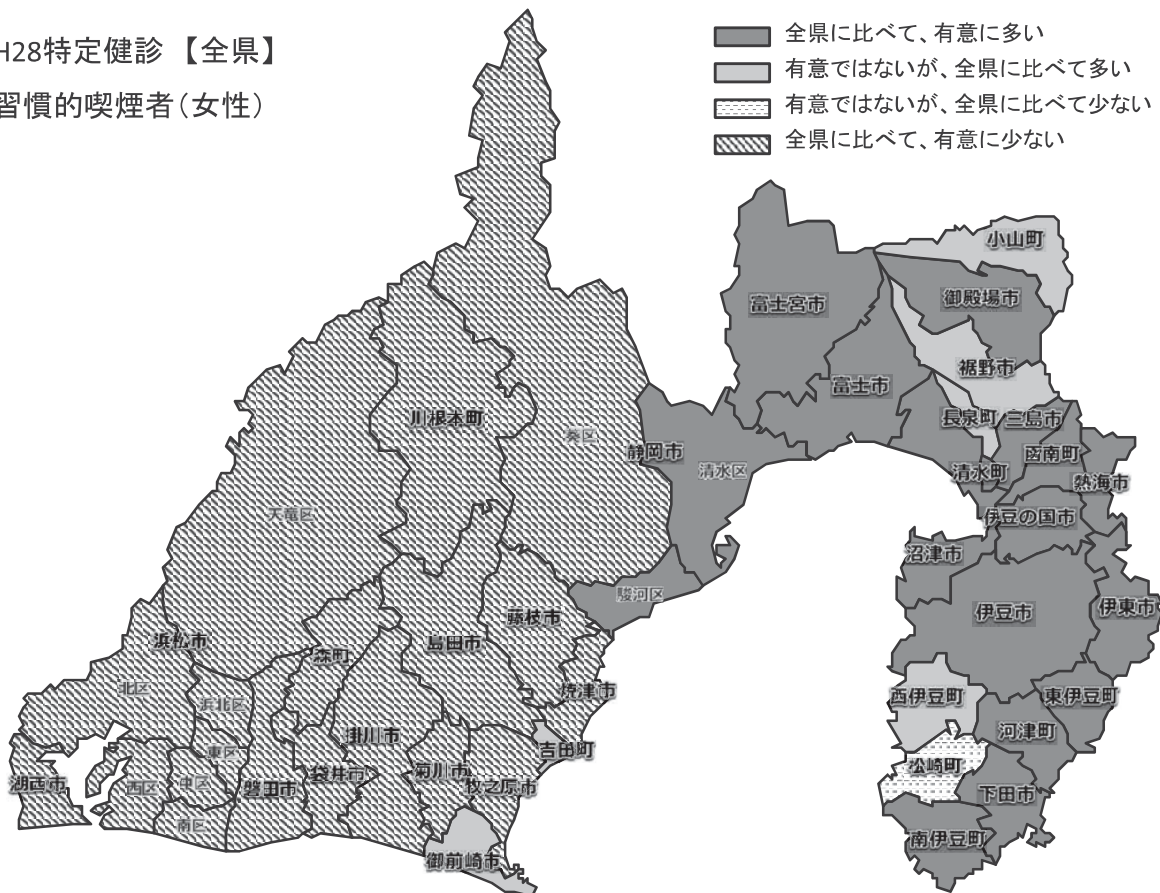 H28特定健診 【全県】
習慣的喫煙者(女性)
全県に比べて、有意に多い
有意ではないが、全県に比べて多い
有意ではないが、全県に比べて少ない
全県に比べて、有意に少ない
小山町
御殿場市
富士宮市
裾野市
富士市
川根本町
長泉町
三島市
葵区
静岡市
函南町
清水区
清水町
熱海市
天竜区
伊豆の国市
沼津市
駿河区
伊豆市
伊東市
藤枝市
浜松市
島田市
森町
北区
焼津市
西伊豆町
東伊豆町
浜北区
河津町
掛川市
東区
吉田町
松崎町
湖西市
西区
中区
磐田市
袋井市
菊川市
牧之原市
下田市
南区
南伊豆町
御前崎市